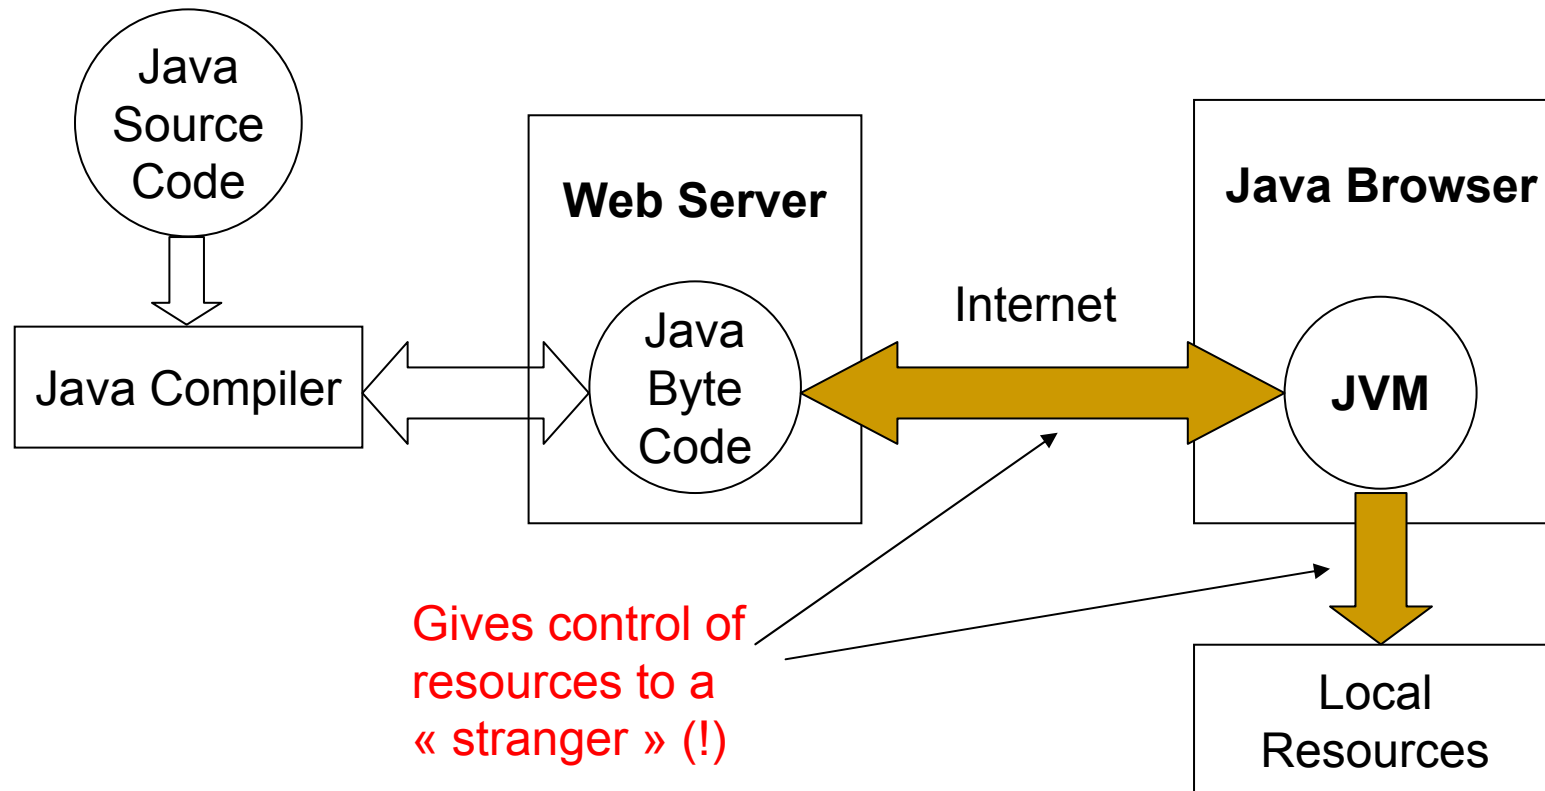 Java
Source
Code
Java Compiler
Web Server
Java
Byte
Code
Internet
Java Browser
JVM
Gives control of
resources to a
« stranger » (!)
Local
Resources